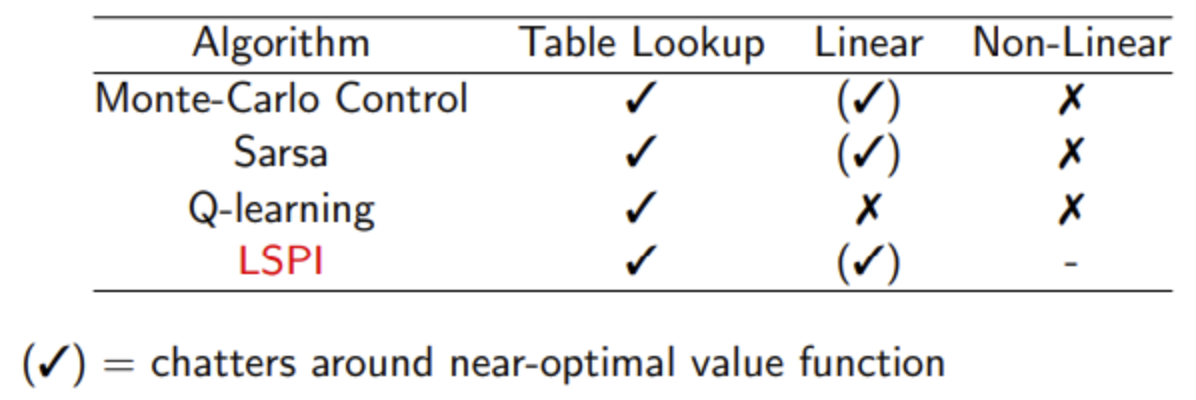 Algorithm Table Lookup Linear Non-Linear
Monte-Carlo Control ✓ (✓) ✗
Sarsa ✓ (✓) ✗
Q-learning ✓ ✗ ✗
LSPI ✓ (✓) -
(✓) = chatters around near-optimal value function